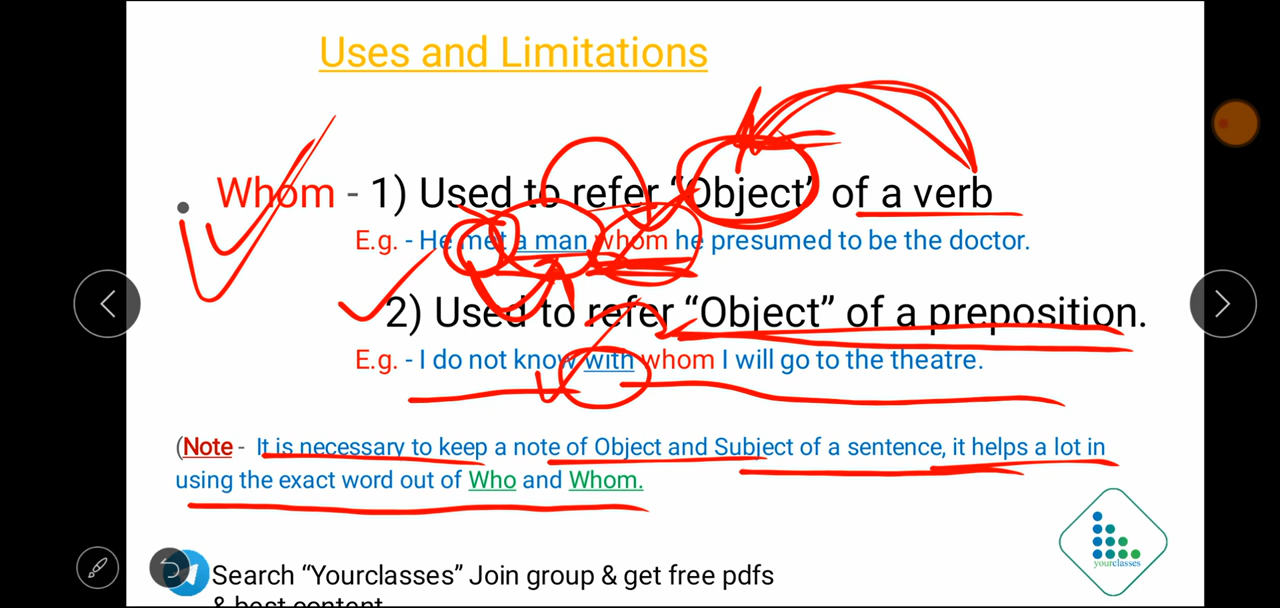 Uses and Limitations
• Whom - 1) Used to refer “Object” of a verb
E.g. - He met a man whom he presumed to be the doctor.
2) Used to refer “Object” of a preposition.
E.g. - I do not know with whom I will go to the theatre.
(Note - It is necessary to keep a note of Object and Subject of a sentence, it helps a lot in
using the exact word out of Who and Whom.
yourclasses
Search “Yourclasses” Join group & get free pdfs
& best content